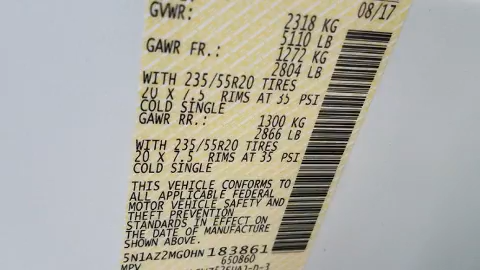 08/17
GVWR: 2318 KG
5110 LB
GAWR FR.: 1272 KG
2804 LB
WITH 235/55R20 TIRES
20 X 7.5 RIMS AT 35 PSI
COLD SINGLE
GAWR RR.: 1300 KG
2866 LB
WITH 235/55R20 TIRES
20 X 7.5 RIMS AT 35 PSI
COLD SINGLE
THIS VEHICLE CONFORMS TO
ALL APPLICABLE FEDERAL
MOTOR VEHICLE SAFETY AND
THEFT PREVENTION
STANDARDS IN EFFECT ON
THE DATE OF MANUFACTURE
SHOWN ABOVE.
5N1AZ2MG0HN183861
650860
MPV